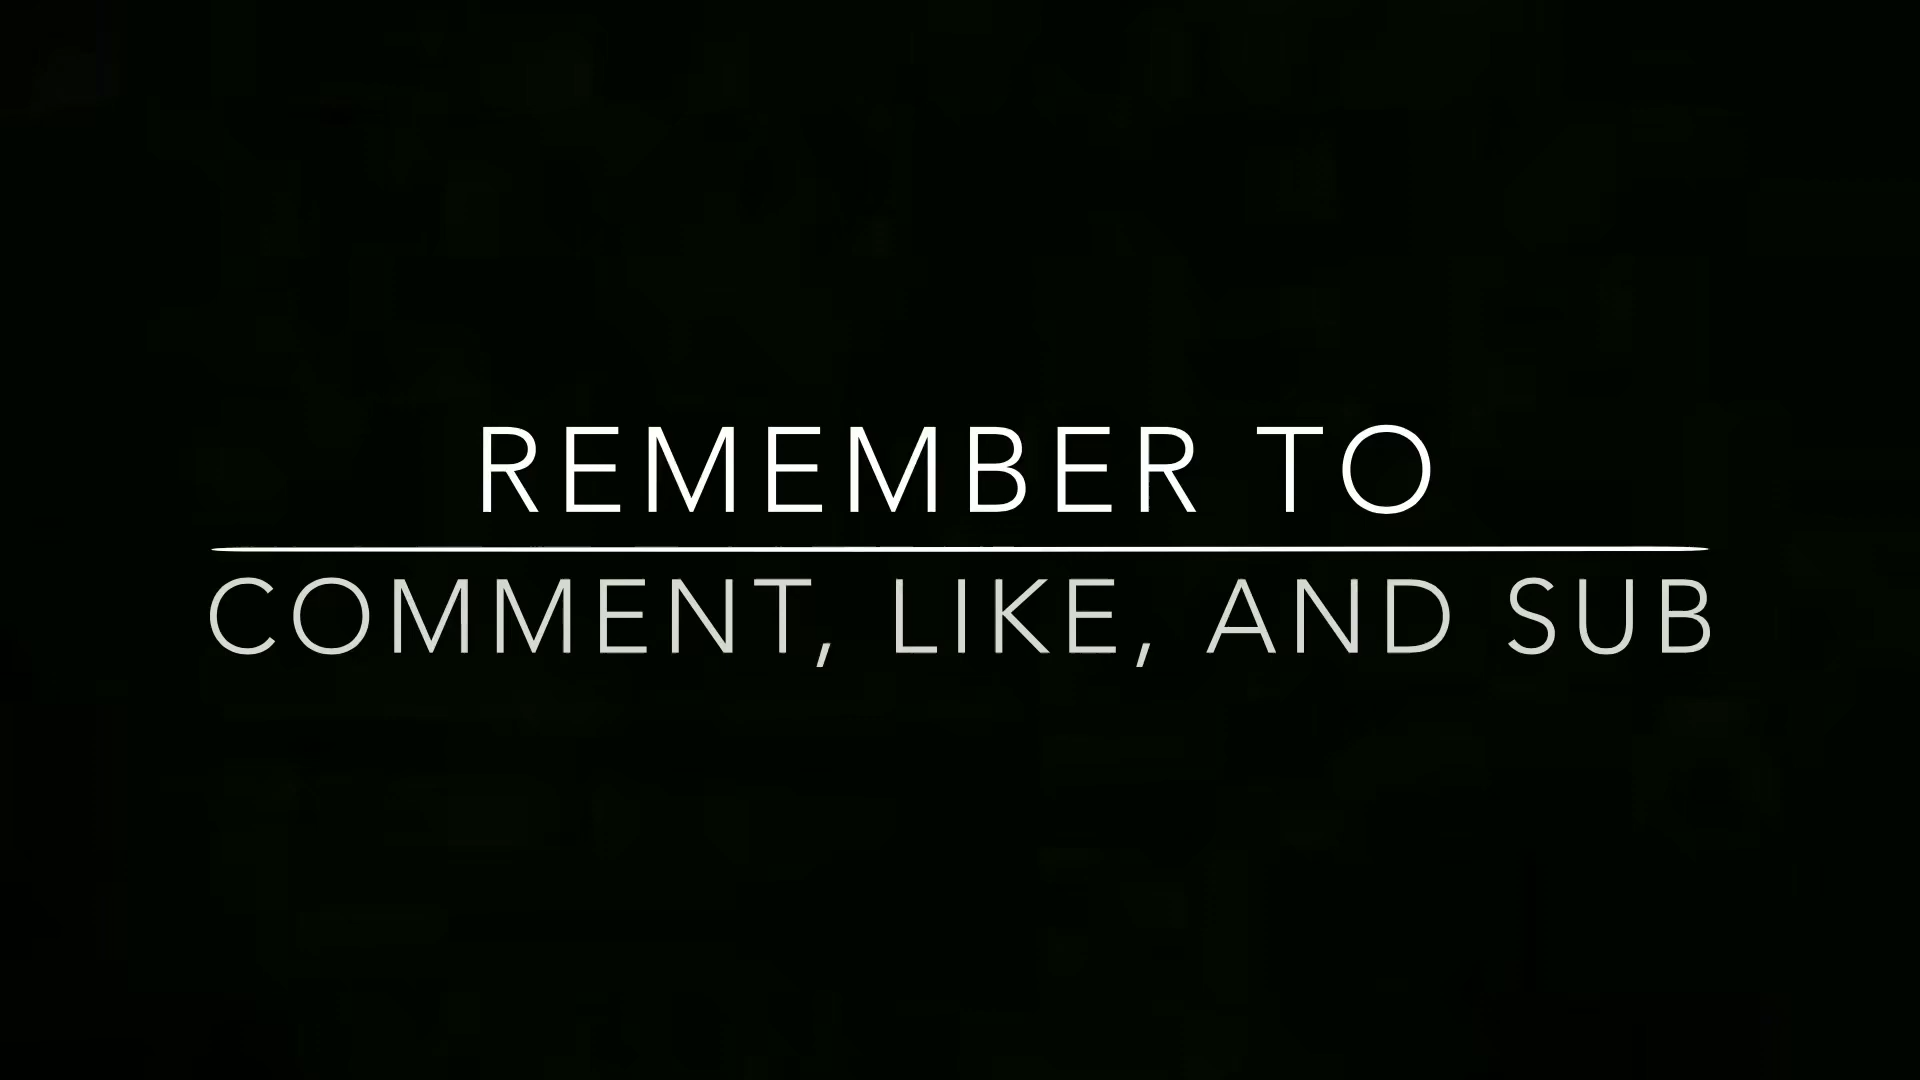 REMEMBER TO
COMMENT, LIKE, AND SUB